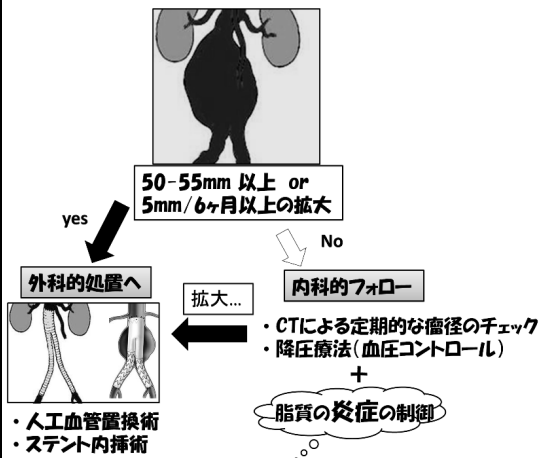 50-55mm 以上 or
5mm/6ヶ月以上の拡大
yes
No
外科的処置へ
拡大…
内科的フォロー
・CTによる定期的な瘤径のチェック
・降圧療法(血圧コントロール)
+
脂質の炎症の制御
・人工血管置換術
・ステント内挿術